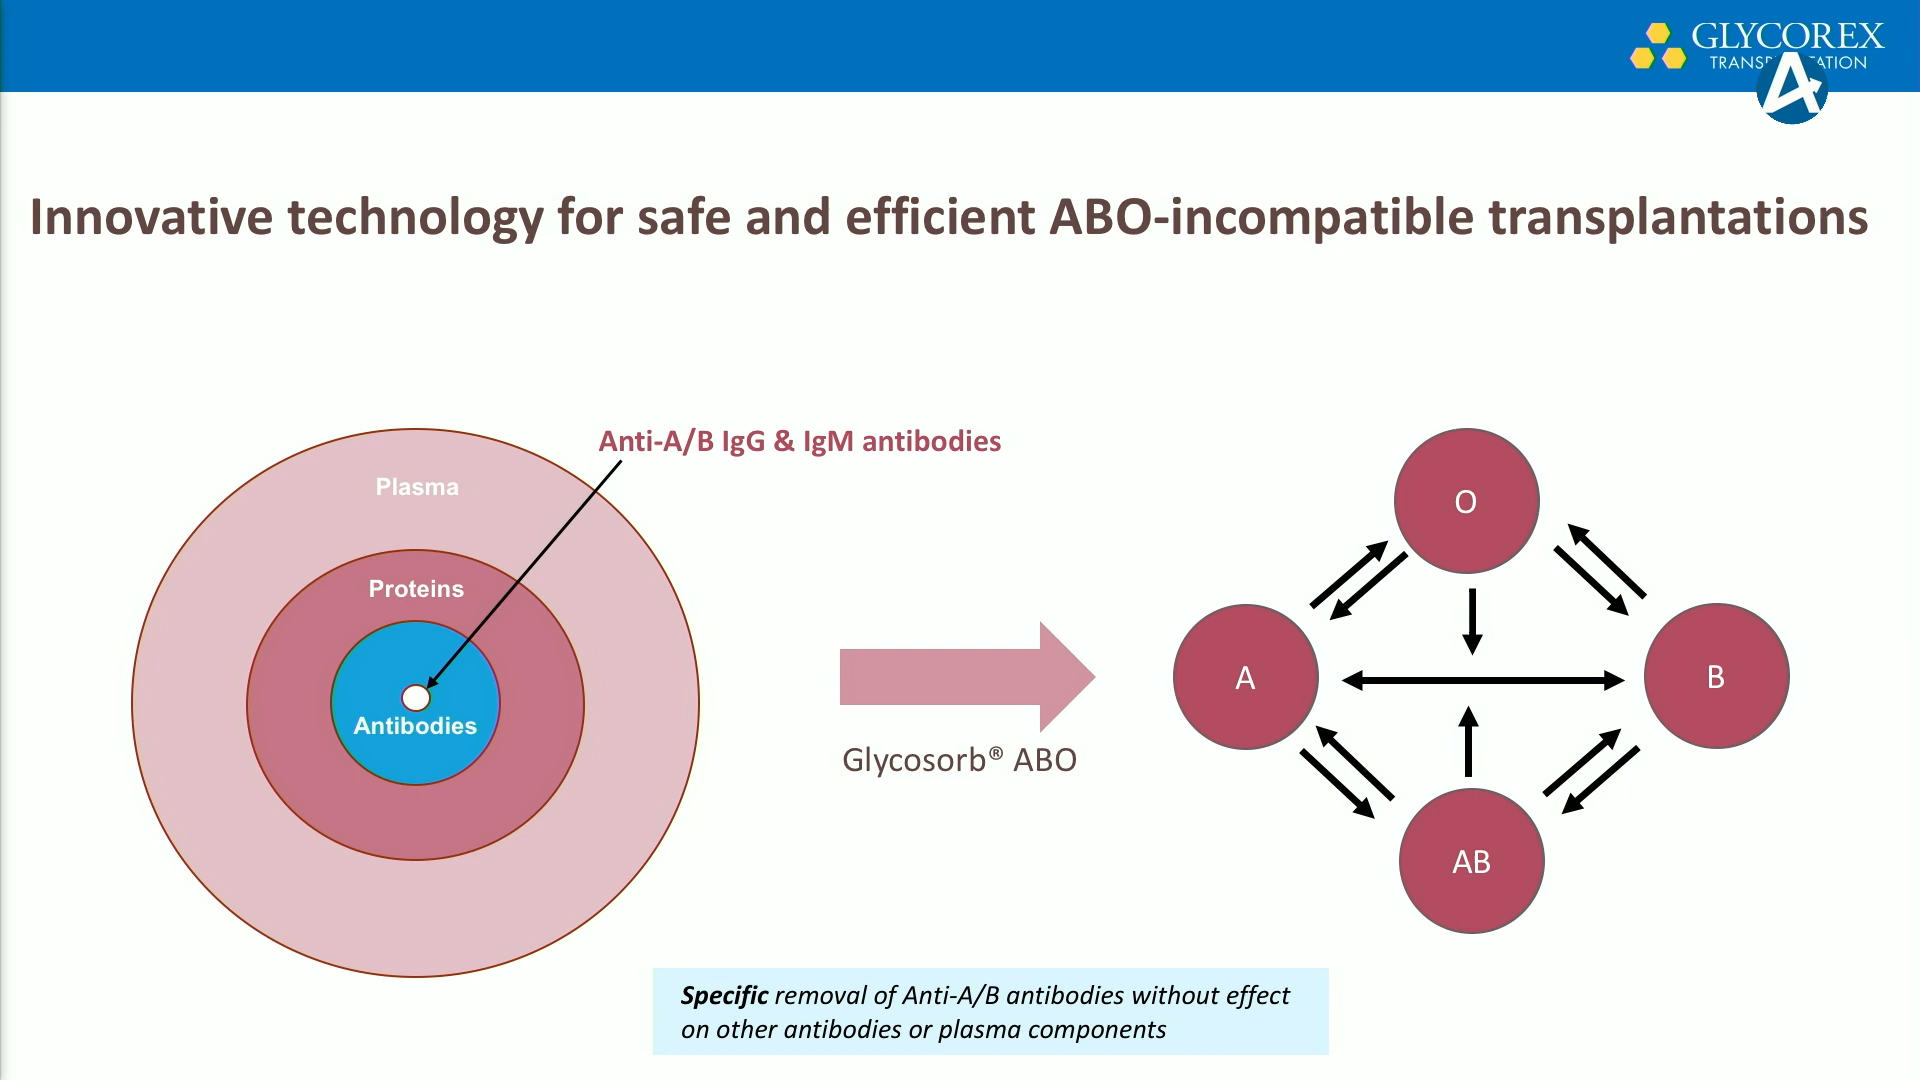 GLYCOREX
Innovative technology for safe and efficient ABO-incompatible transplantations
Anti-A/B IgG & IgM antibodies
Plasma
Proteins
Antibodies
Glycosorb® ABO
O
A
B
AB
Specific removal of Anti-A/B antibodies without effect
on other antibodies or plasma components